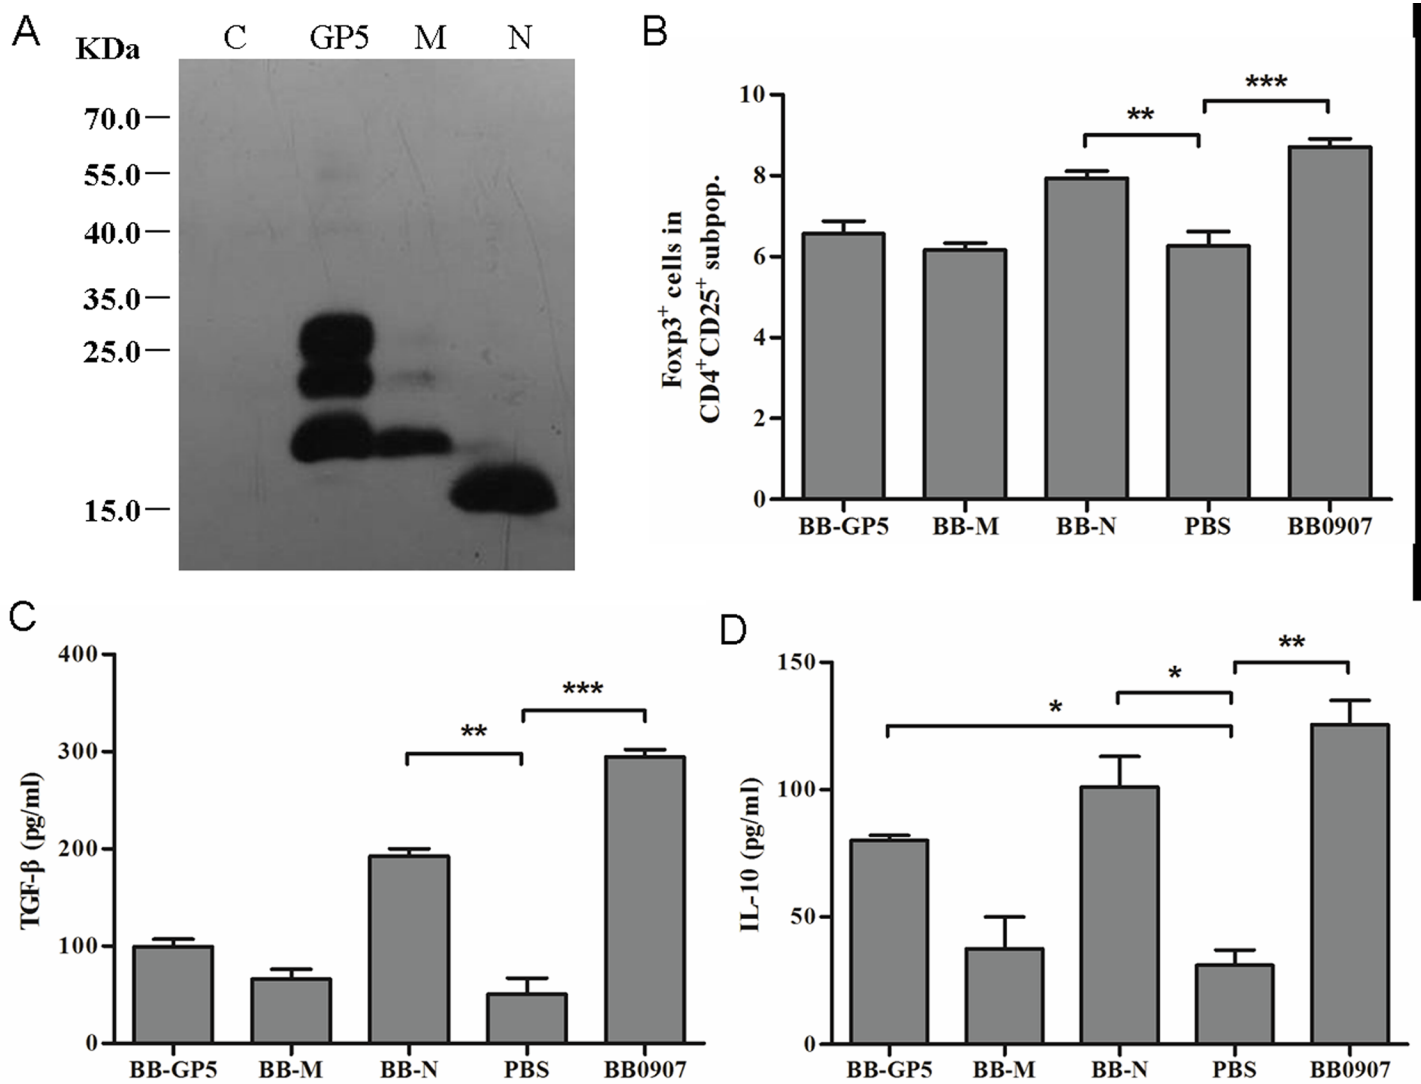 A
KDa
C GP5 M N
70.0
55.0
40.0
35.0
25.0
15.0
B
Foxp3+ cells in
CD4+CD25+ subpop.
10
8
6
4
2
0
**
***
BB-GP5 BB-M BB-N PBS BB0907
C
TGF-β (pg/ml)
400
300
200
100
0
**
***
BB-GP5 BB-M BB-N PBS BB0907
D
IL-10 (pg/ml)
150
100
50
0
*
*
**
BB-GP5 BB-M BB-N PBS BB0907